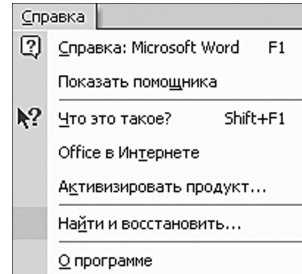 Справка
Справка: Microsoft Word F1
Показать помощника
Что это такое? Shift+F1
Office в Интернете
Активизировать продукт...
Найти и восстановить...
О программе